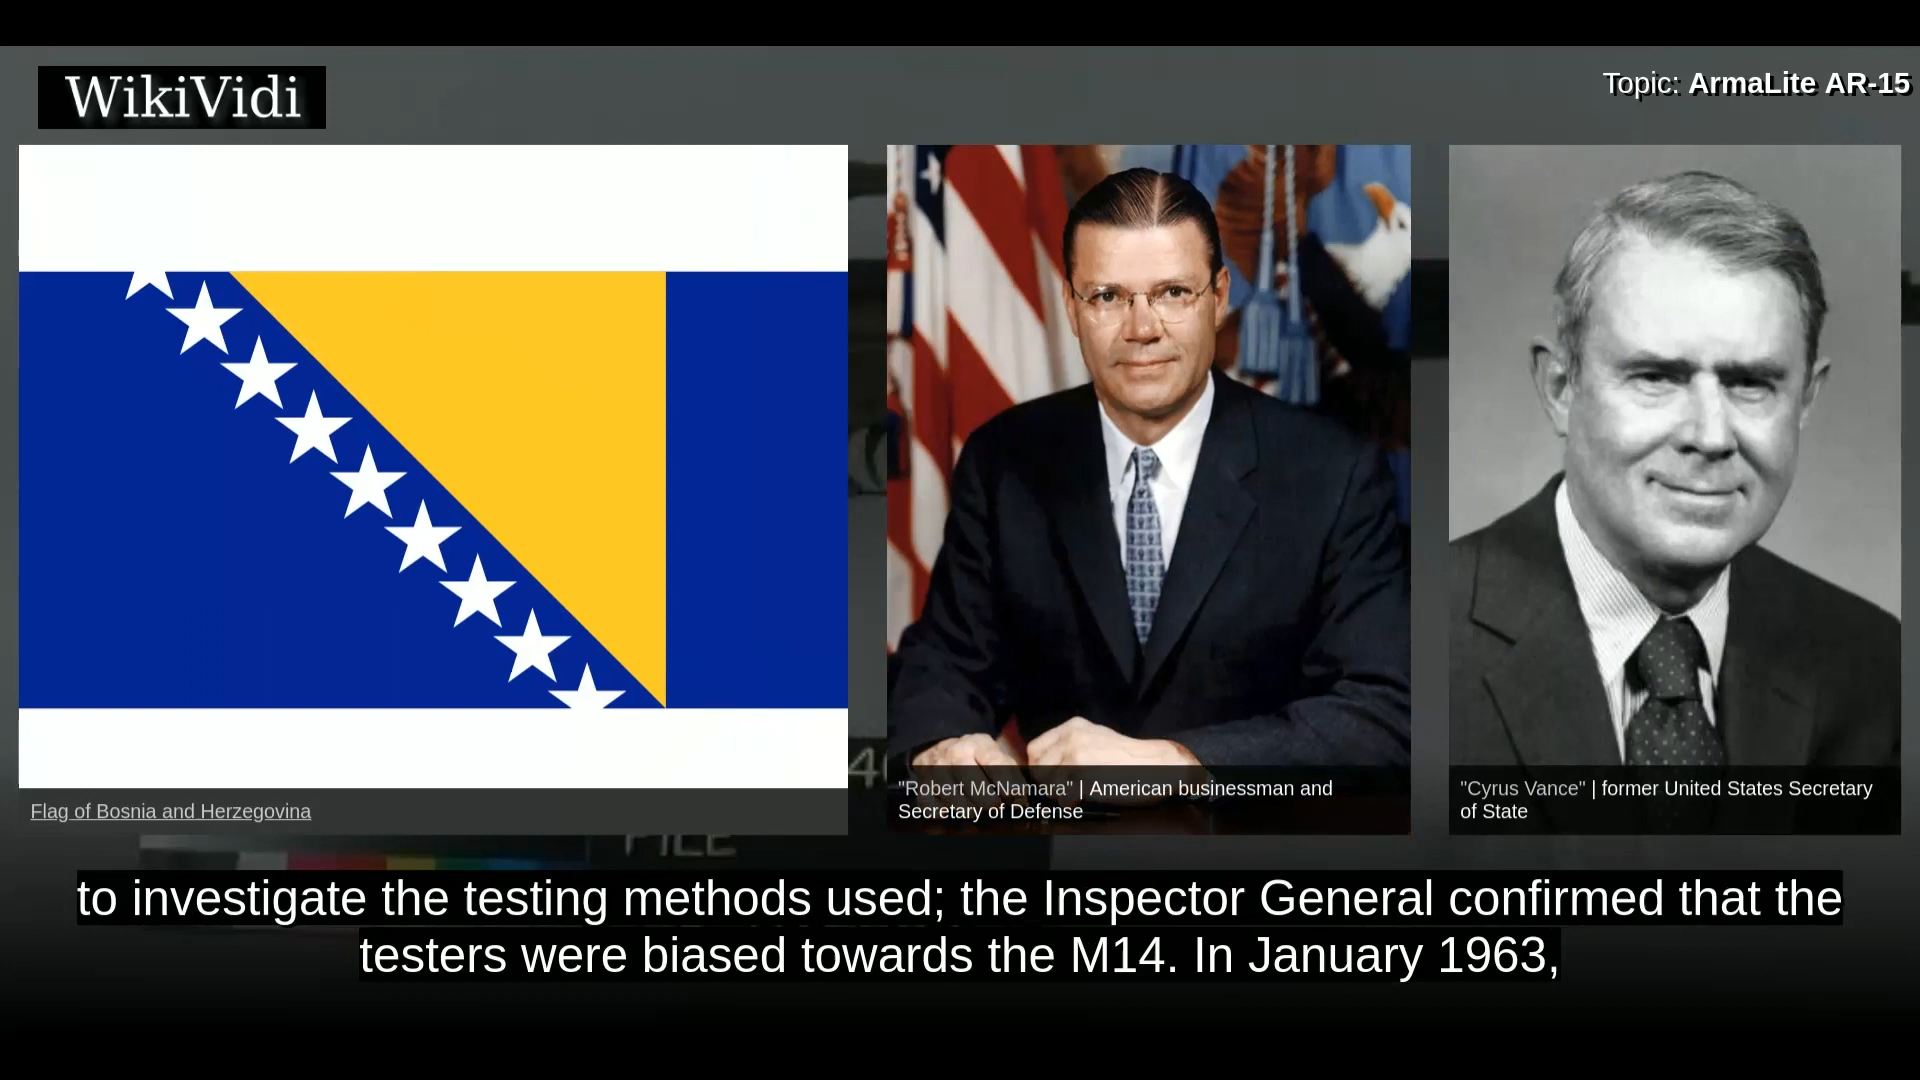 WikiVidi
Topic: ArmaLite AR-15
Flag of Bosnia and Herzegovina
"Robert McNamara" | American businessman and
Secretary of Defense
"Cyrus Vance" | former United States Secretary
of State
to investigate the testing methods used; the Inspector General confirmed that the
testers were biased towards the M14. In January 1963,